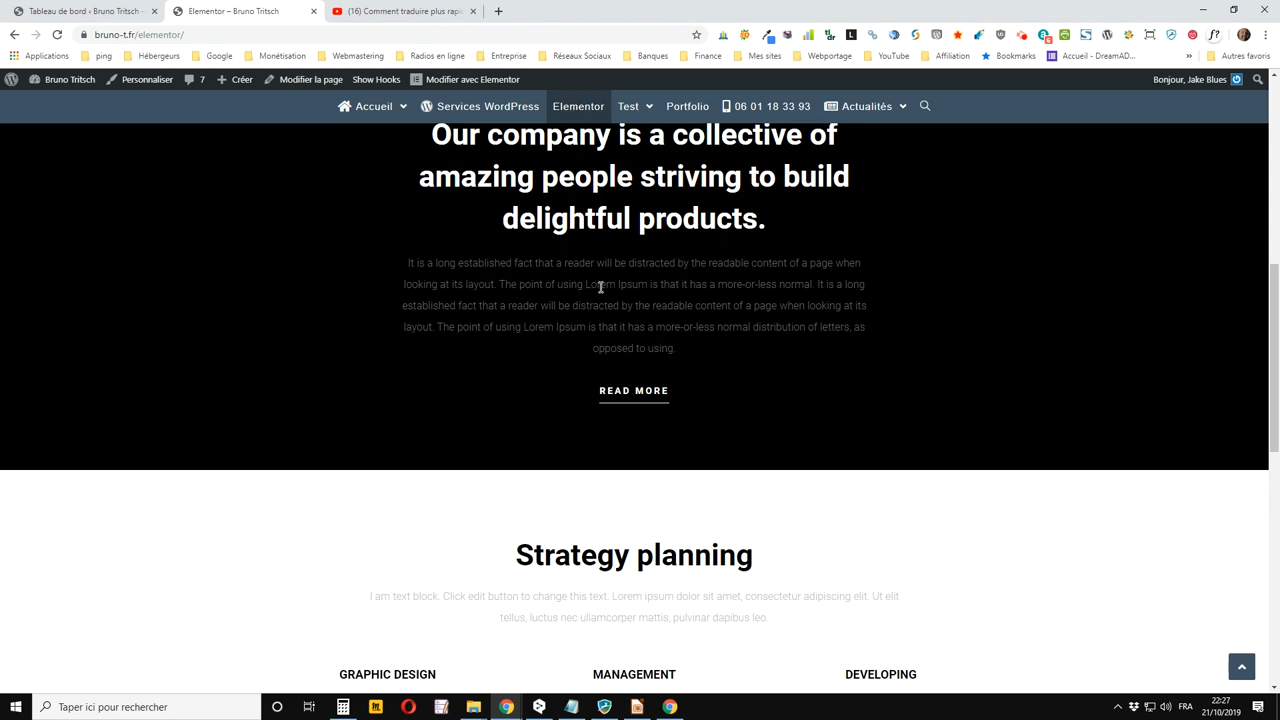 Tableau de bord ‹ Bruno Tritsch –
Elementor – Bruno Tritsch
(16) Comment traduire plus rapi
bruno-t.fr/elementor/
Applications
ping
Hébergeurs
Google
Monétisation
Webmastering
Radios en ligne
Entreprise
Réseaux Sociaux
Banques
Finance
Mes sites
Webportage
YouTube
Affiliation
Bookmarks
Accueil - DreamAD...
»
Autres favoris
Bruno Tritsch
Personnaliser
7
Créer
Modifier la page
Show Hooks
Modifier avec Elementor
Bonjour, Jake Blues
Accueil
Services WordPress
Elementor
Test
Portfolio
06 01 18 33 93
Actualités
Our company is a collective of
amazing people striving to build
delightful products.
It is a long established fact that a reader will be distracted by the readable content of a page when
looking at its layout. The point of using Lorem Ipsum is that it has a more-or-less normal. It is a long
established fact that a reader will be distracted by the readable content of a page when looking at its
layout. The point of using Lorem Ipsum is that it has a more-or-less normal distribution of letters, as
opposed to using.
READ MORE
Strategy planning
I am text block. Click edit button to change this text. Lorem ipsum dolor sit amet, consectetur adipiscing elit. Ut elit
tellus, luctus nec ullamcorper mattis, pulvinar dapibus leo.
GRAPHIC DESIGN
MANAGEMENT
DEVELOPING
Taper ici pour rechercher
FRA
22:27
21/10/2019